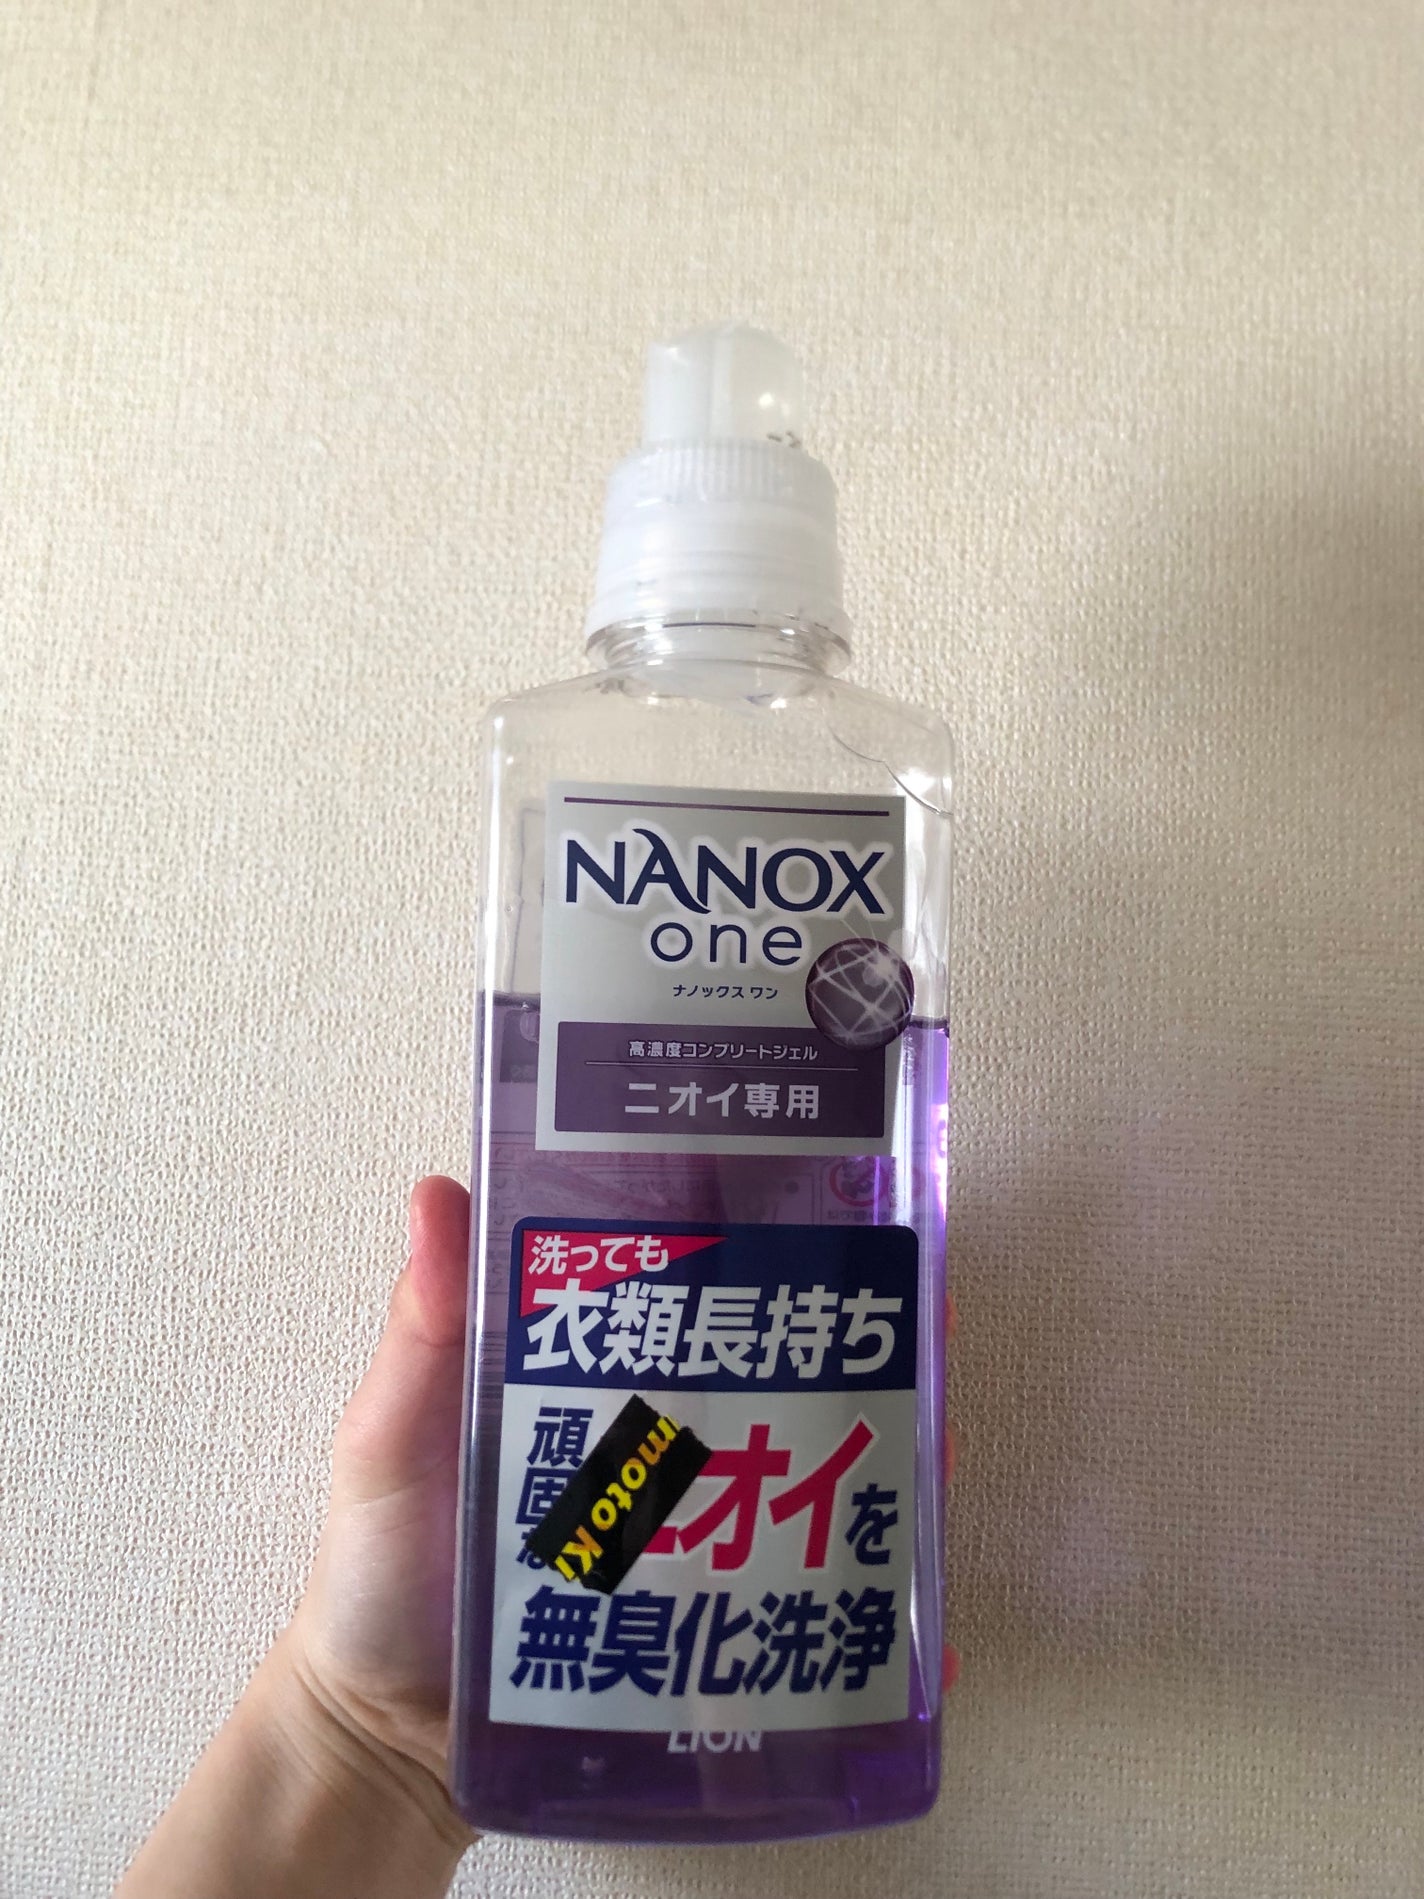 NANOX
one
ナノックス ワン
高濃度コンプリートジェル
ニオイ専用
洗っても
衣類長持ち
頑固な
ニオイを
moto Ki
無臭化洗浄
LION